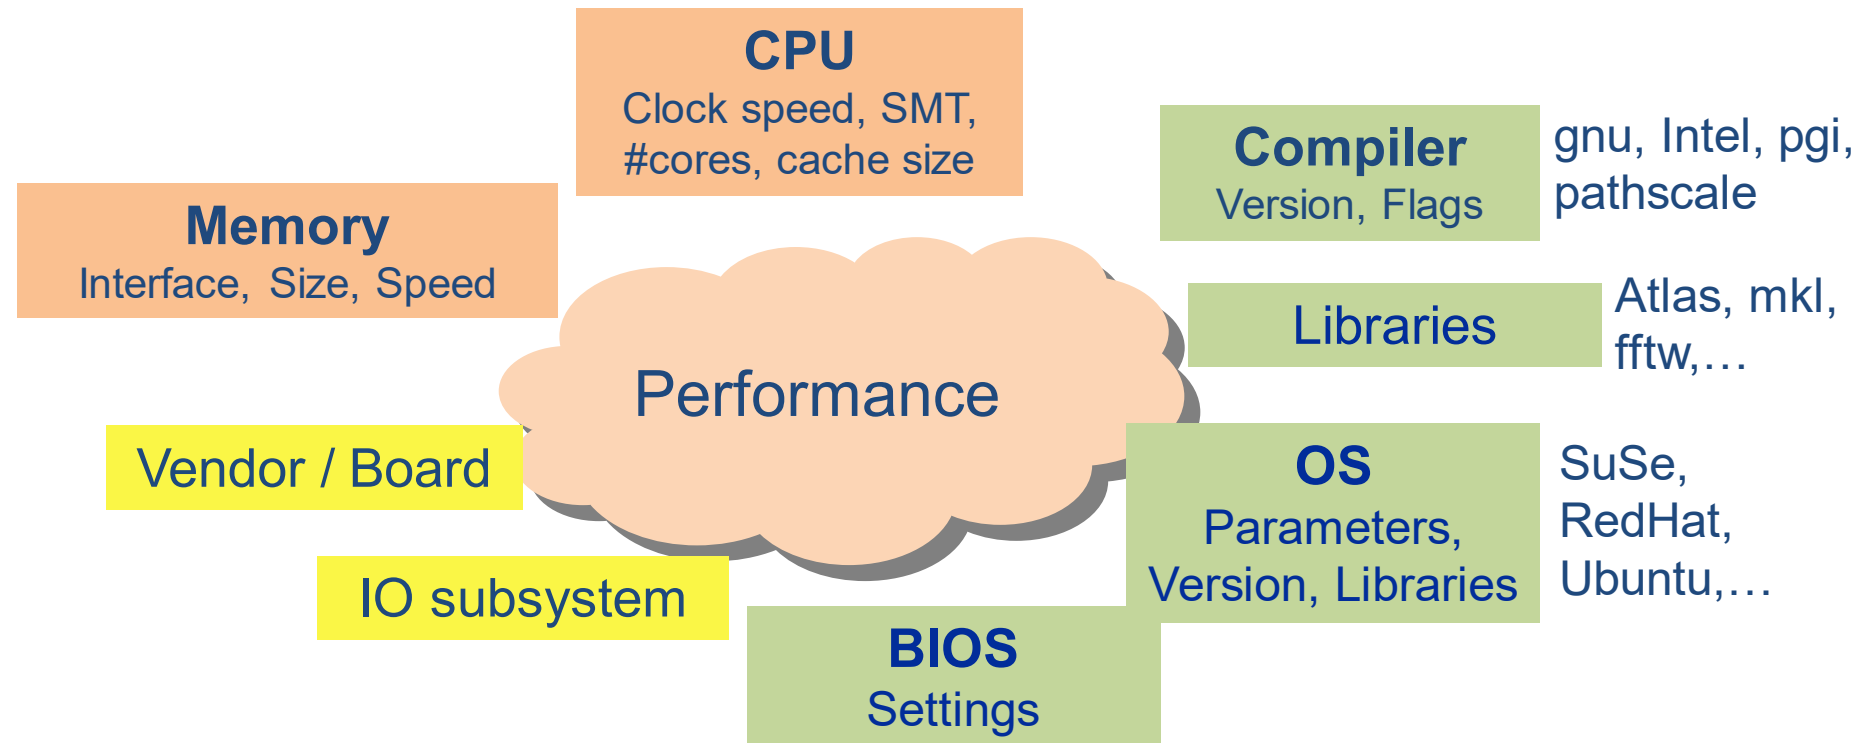 CPU
Clock speed, SMT,
#cores, cache size
Compiler
Version, Flags
gnu, Intel, pgi,
pathscale
Memory
Interface, Size, Speed
Libraries
Atlas, mkl,
fftw,…
Performance
Vendor / Board
OS
Parameters,
Version, Libraries
SuSe,
RedHat,
Ubuntu,…
IO subsystem
BIOS
Settings